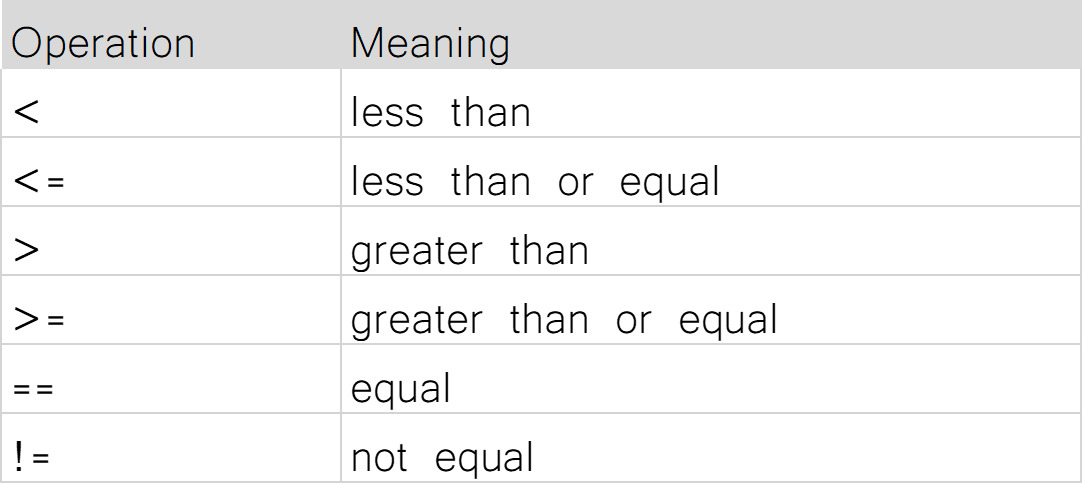 Operation Meaning
< less than
<= less than or equal
> greater than
>= greater than or equal
== equal
!= not equal